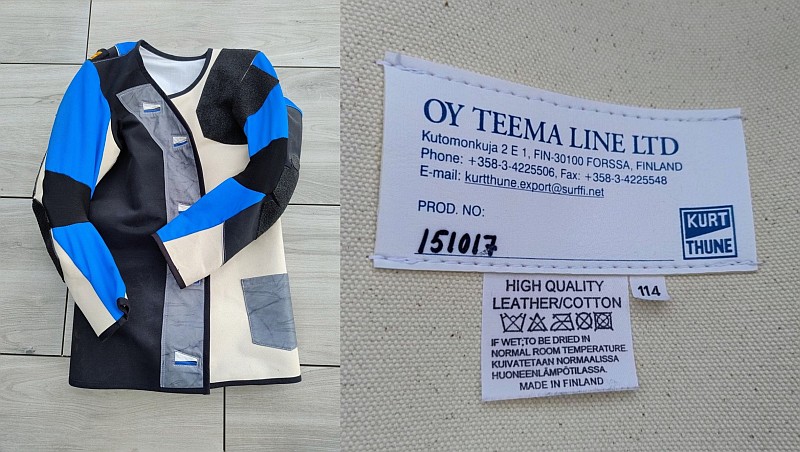 OY TEEMA LINE LTD
Kutomonkuja 2 E 1, FIN-30100 FORSSA, FINLAND
Phone: +358-3-4225506, Fax: +358-3-4225548
E-mail: kurtthune.export@surffi.net
PROD. NO:
151017
KURT
THUNE
HIGH QUALITY
LEATHER/COTTON
114
IF WET;TO BE DRIED IN
NORMAL ROOM TEMPERATURE.
KUIVATETAAN NORMAALISSA
HUONEENLÄMPÖTILASSA.
MADE IN FINLAND